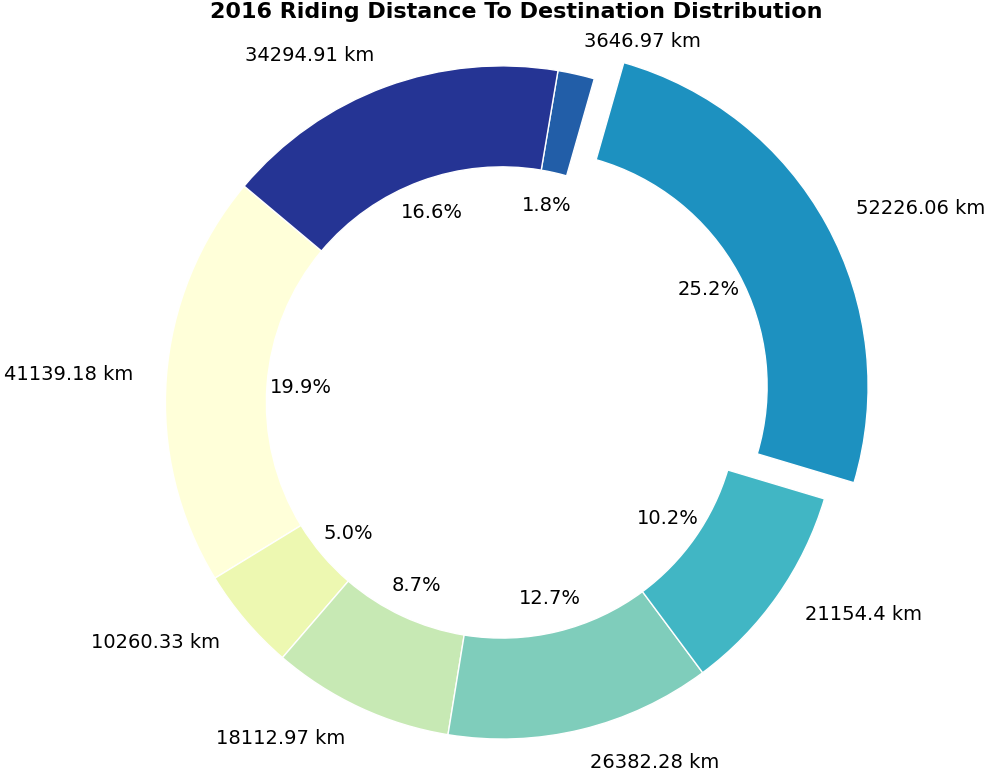 2016 Riding Distance To Destination Distribution
3646.97 km
34294.91 km
52226.06 km
1.8%
16.6%
25.2%
41139.18 km
19.9%
10.2%
5.0%
8.7%
12.7%
21154.4 km
10260.33 km
18112.97 km
26382.28 km